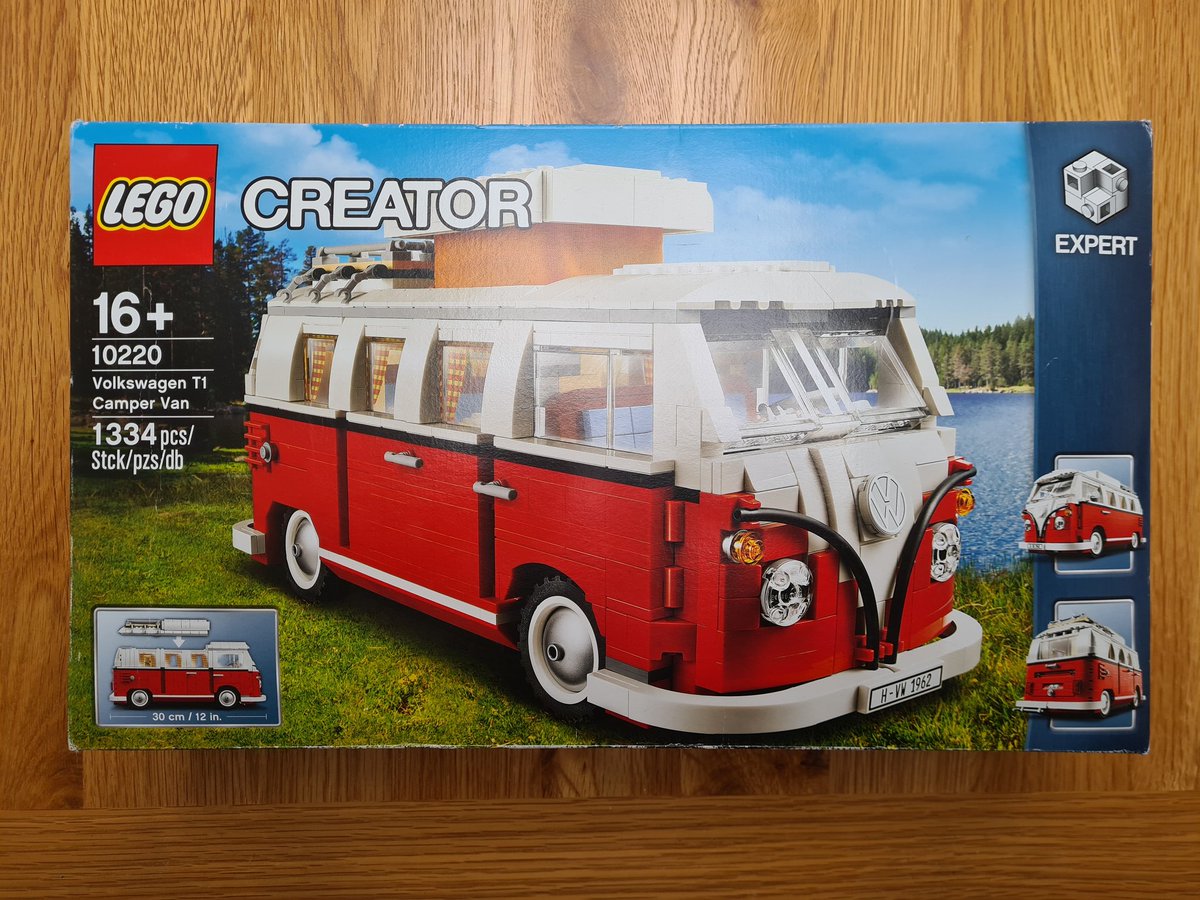 LEGO
CREATOR
EXPERT
16+
10220
Volkswagen T1
Camper Van
1334 pcs/
Stck/pzs/db
H-VW 1962
30 cm / 12 in.